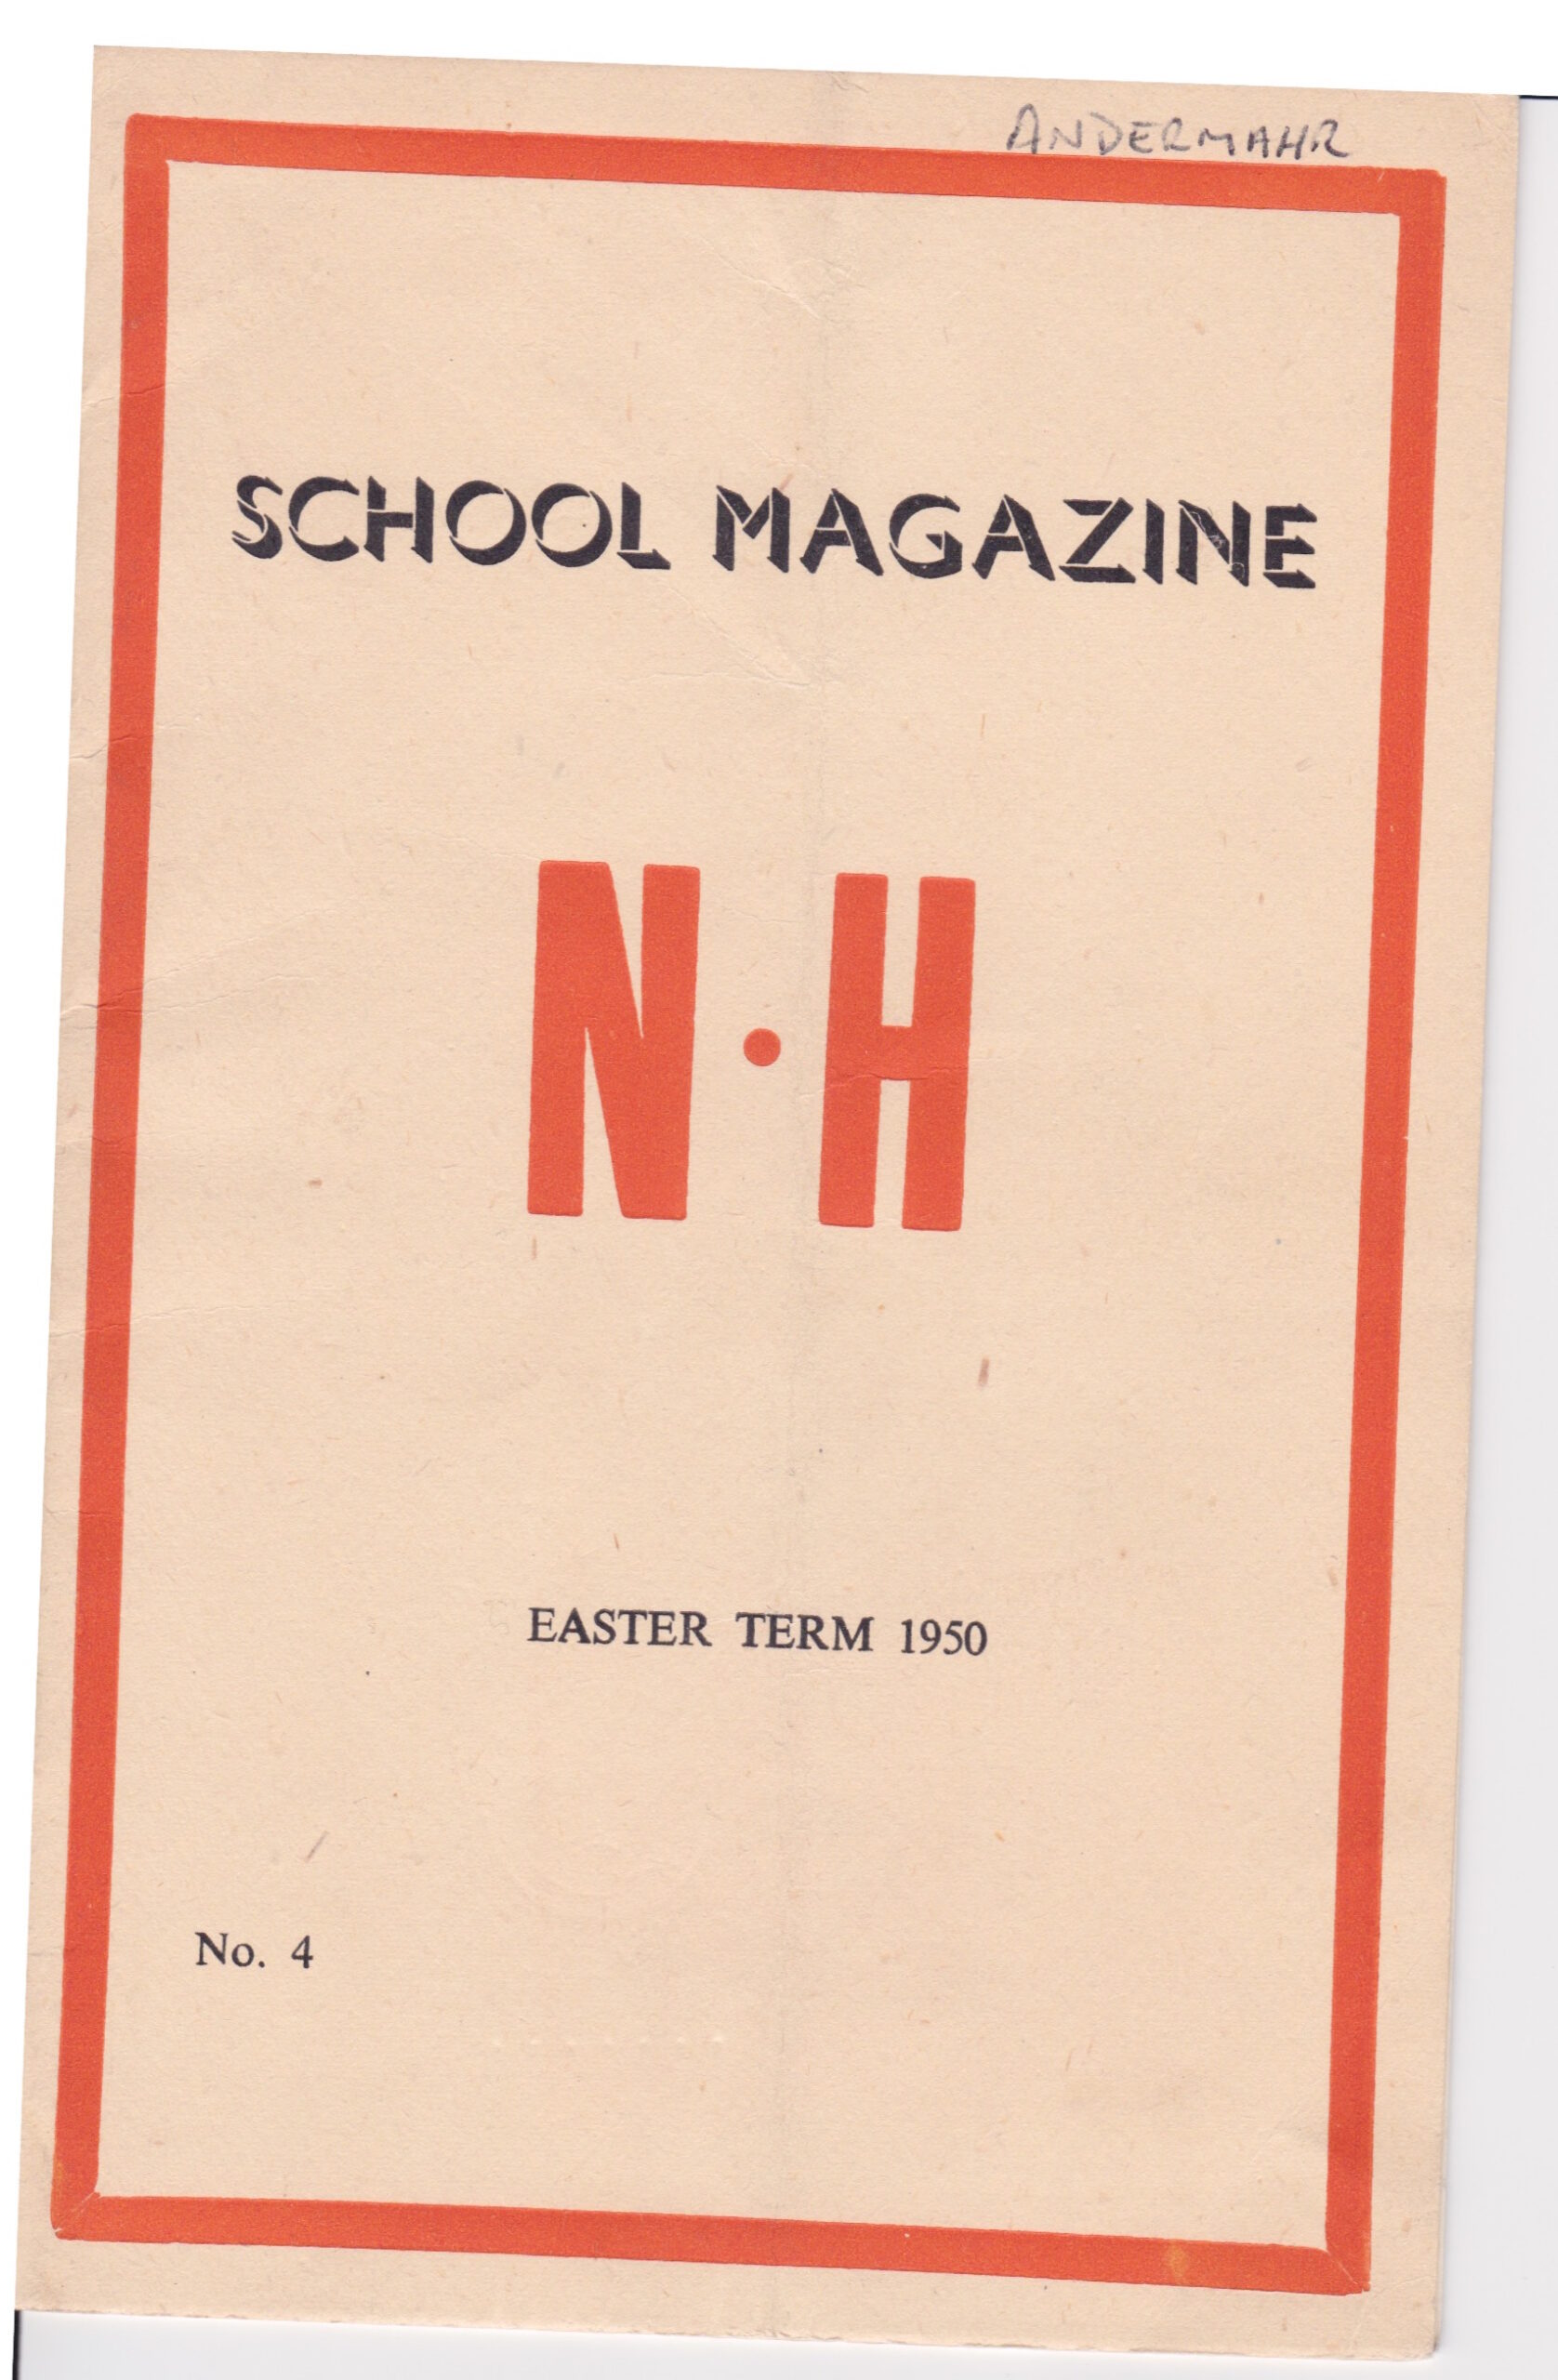 ANDERMAHR
SCHOOL MAGAZINE
N·H
EASTER TERM 1950
No. 4